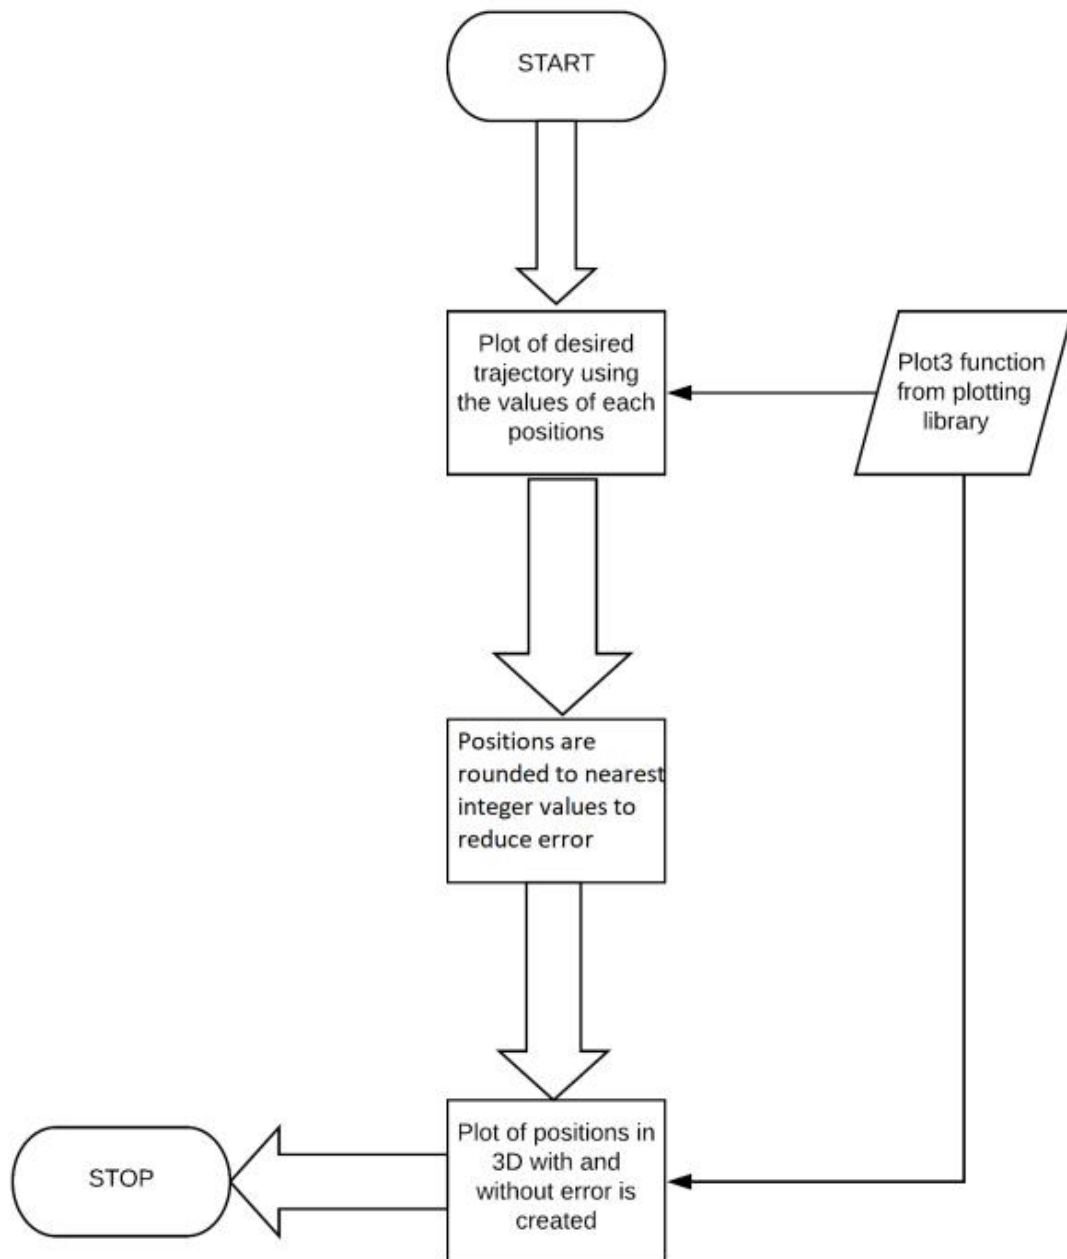 START
Plot of desired
trajectory using
the values of each
positions
Plot3 function
from plotting
library
Positions are
rounded to nearest
integer values to
reduce error
Plot of positions in
3D with and
without error is
created
STOP